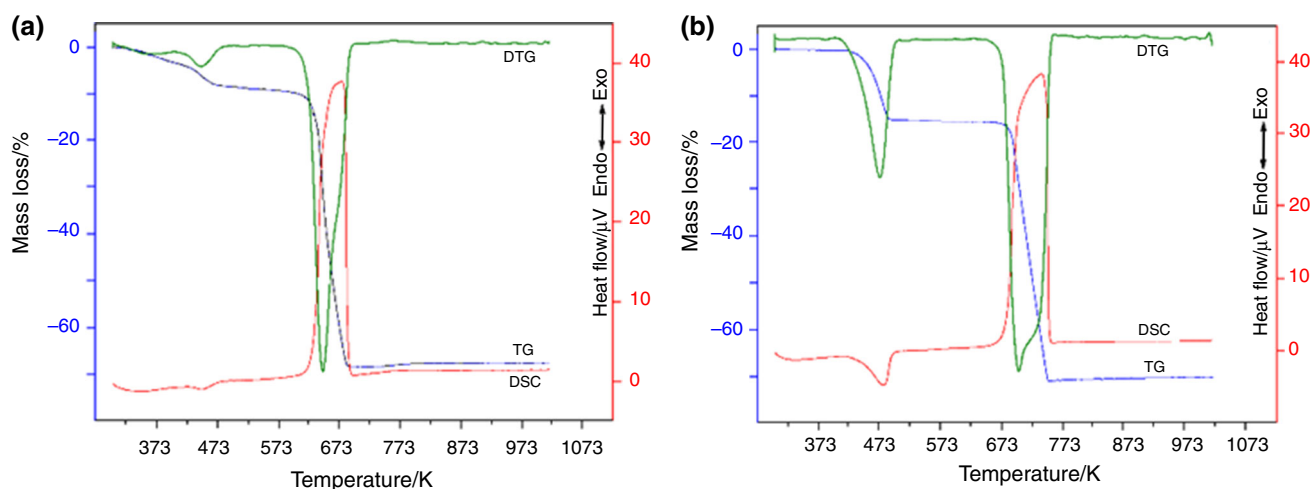 (a)
0
−20
−40
−60
Mass loss/%
DTG
TG
DSC
40
30
20
10
0
Heat flow/µV Endo Exo
373 473 573 673 773 873 973 1073
Temperature/K
(b)
0
−20
−40
−60
Mass loss/%
DTG
DSC
TG
40
30
20
10
0
Heat flow/µV Endo Exo
373 473 573 673 773 873 973 1073
Temperature/K